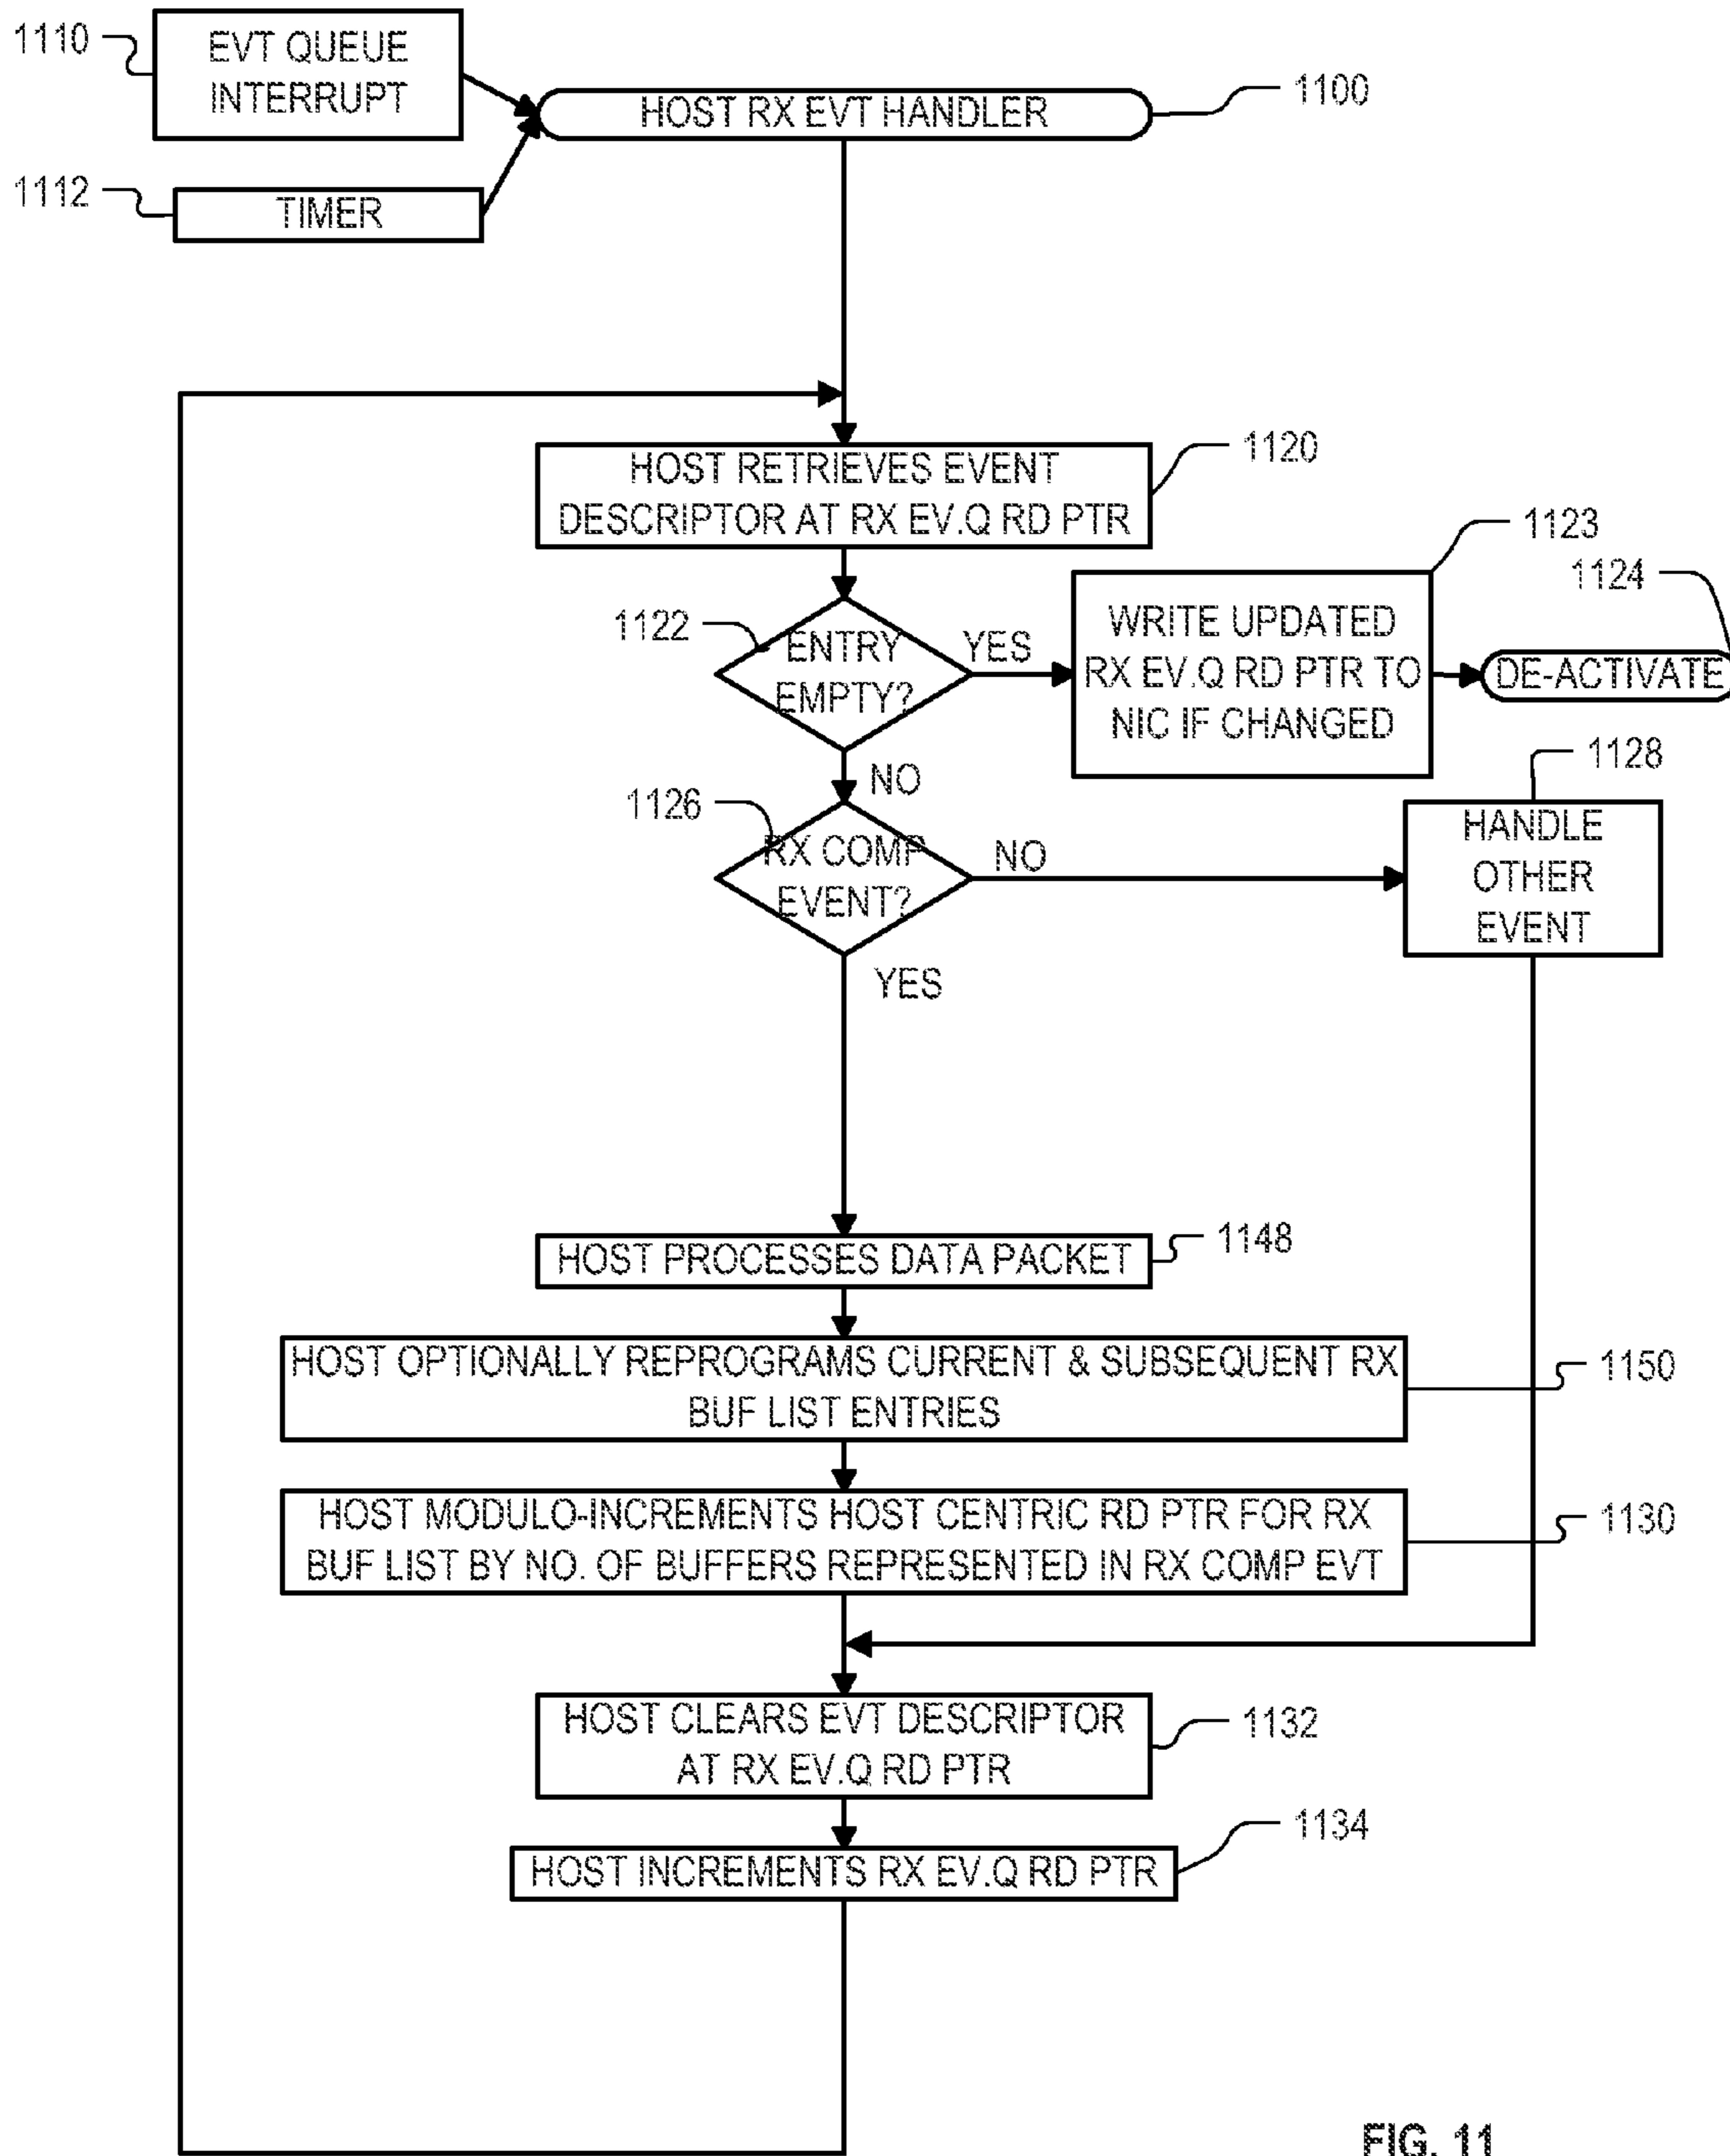 1110
EVT QUEUE
INTERRUPT
HOST RX EVT HANDLER
1100
1112
TIMER
1120
HOST RETRIEVES EVENT
DESCRIPTOR AT RX EV.Q RD PTR
1123
1124
1122
ENTRY
EMPTY?
YES
WRITE UPDATED
RX EV.Q RD PTR TO
NIC IF CHANGED
DE-ACTIVATE
NO
1128
1126
RX COMP
EVENT?
NO
HANDLE
OTHER
EVENT
YES
1148
HOST PROCESSES DATA PACKET
HOST OPTIONALLY REPROGRAMS CURRENT & SUBSEQUENT RX
BUF LIST ENTRIES
1150
HOST MODULO-INCREMENTS HOST CENTRIC RD PTR FOR RX
BUF LIST BY NO. OF BUFFERS REPRESENTED IN RX COMP EVT
1130
HOST CLEARS EVT DESCRIPTOR
AT RX EV.Q RD PTR
1132
1134
HOST INCREMENTS RX EV.Q RD PTR
FIG. 11